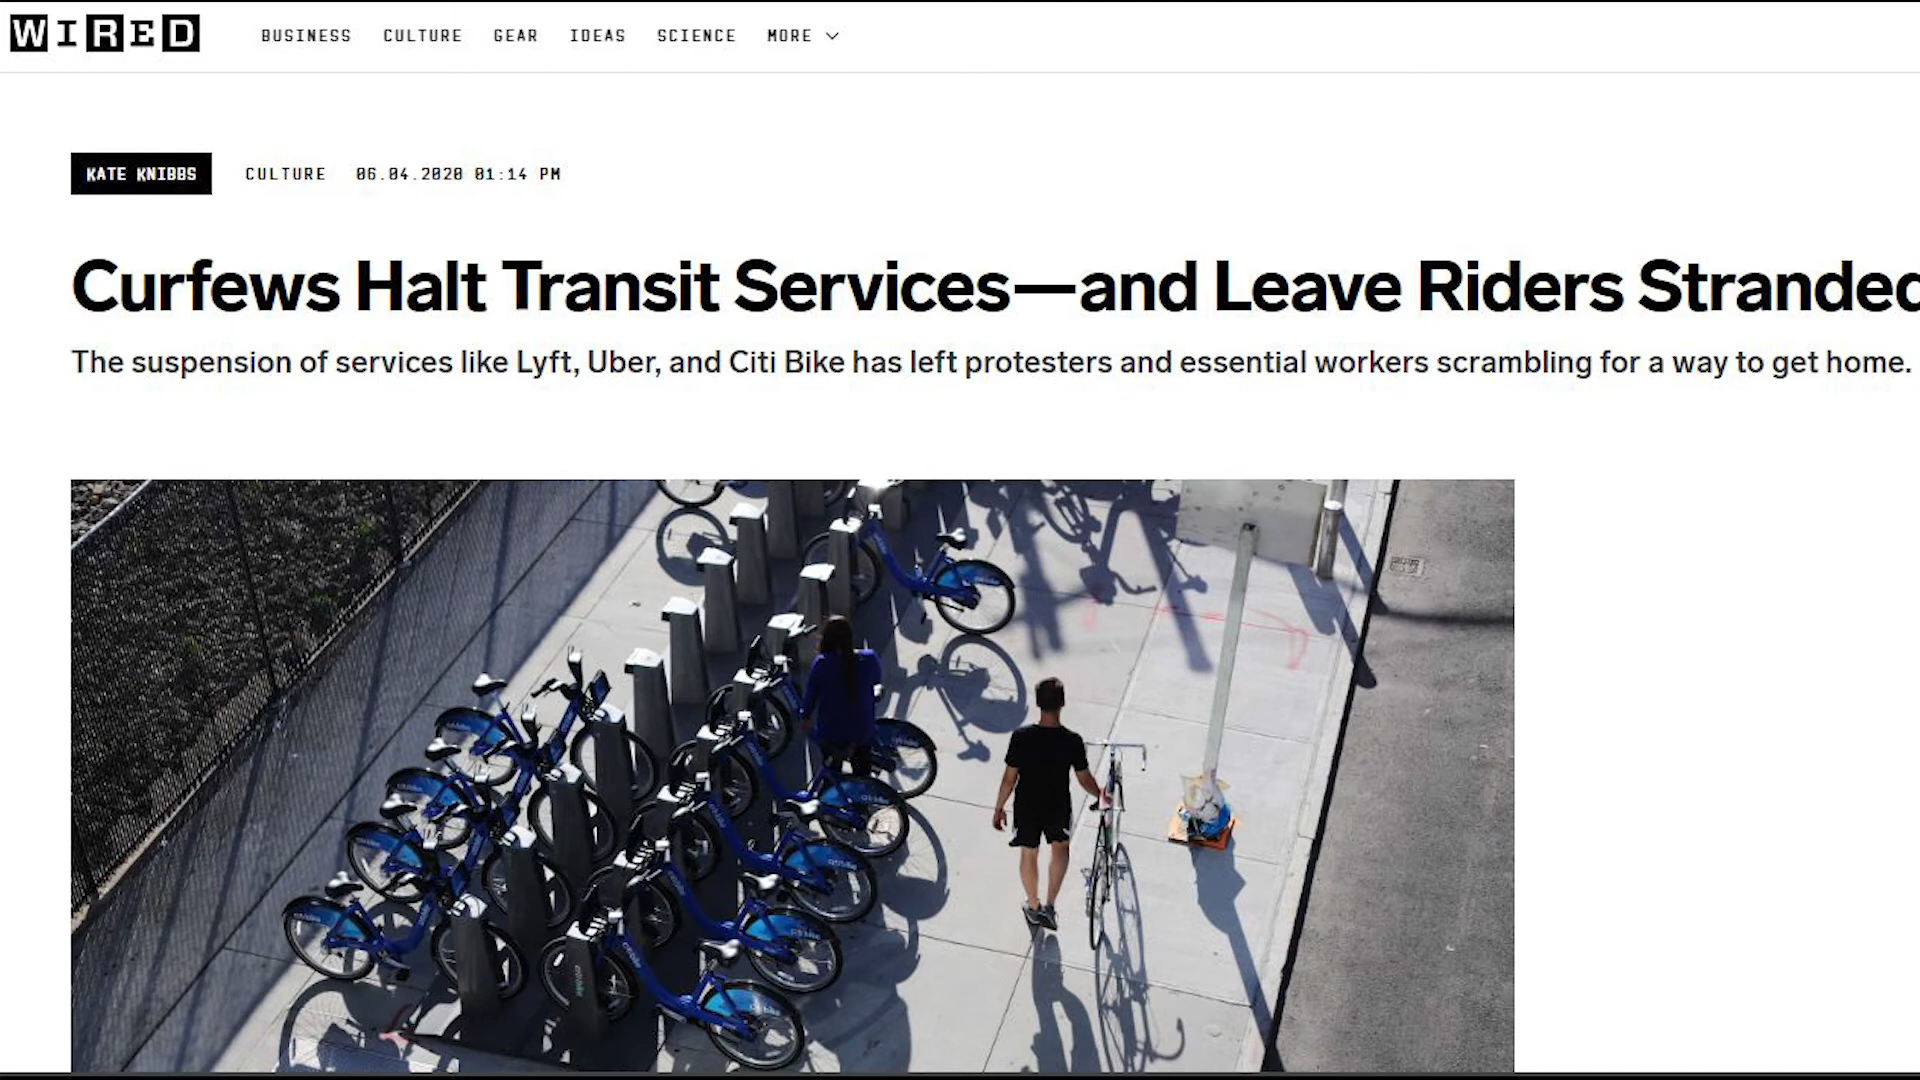 WIRED
BUSINESS CULTURE GEAR IDEAS SCIENCE MORE
KATE KNIBBS CULTURE 06.04.2020 01:14 PM
Curfews Halt Transit Services—and Leave Riders Stranded
The suspension of services like Lyft, Uber, and Citi Bike has left protesters and essential workers scrambling for a way to get home.